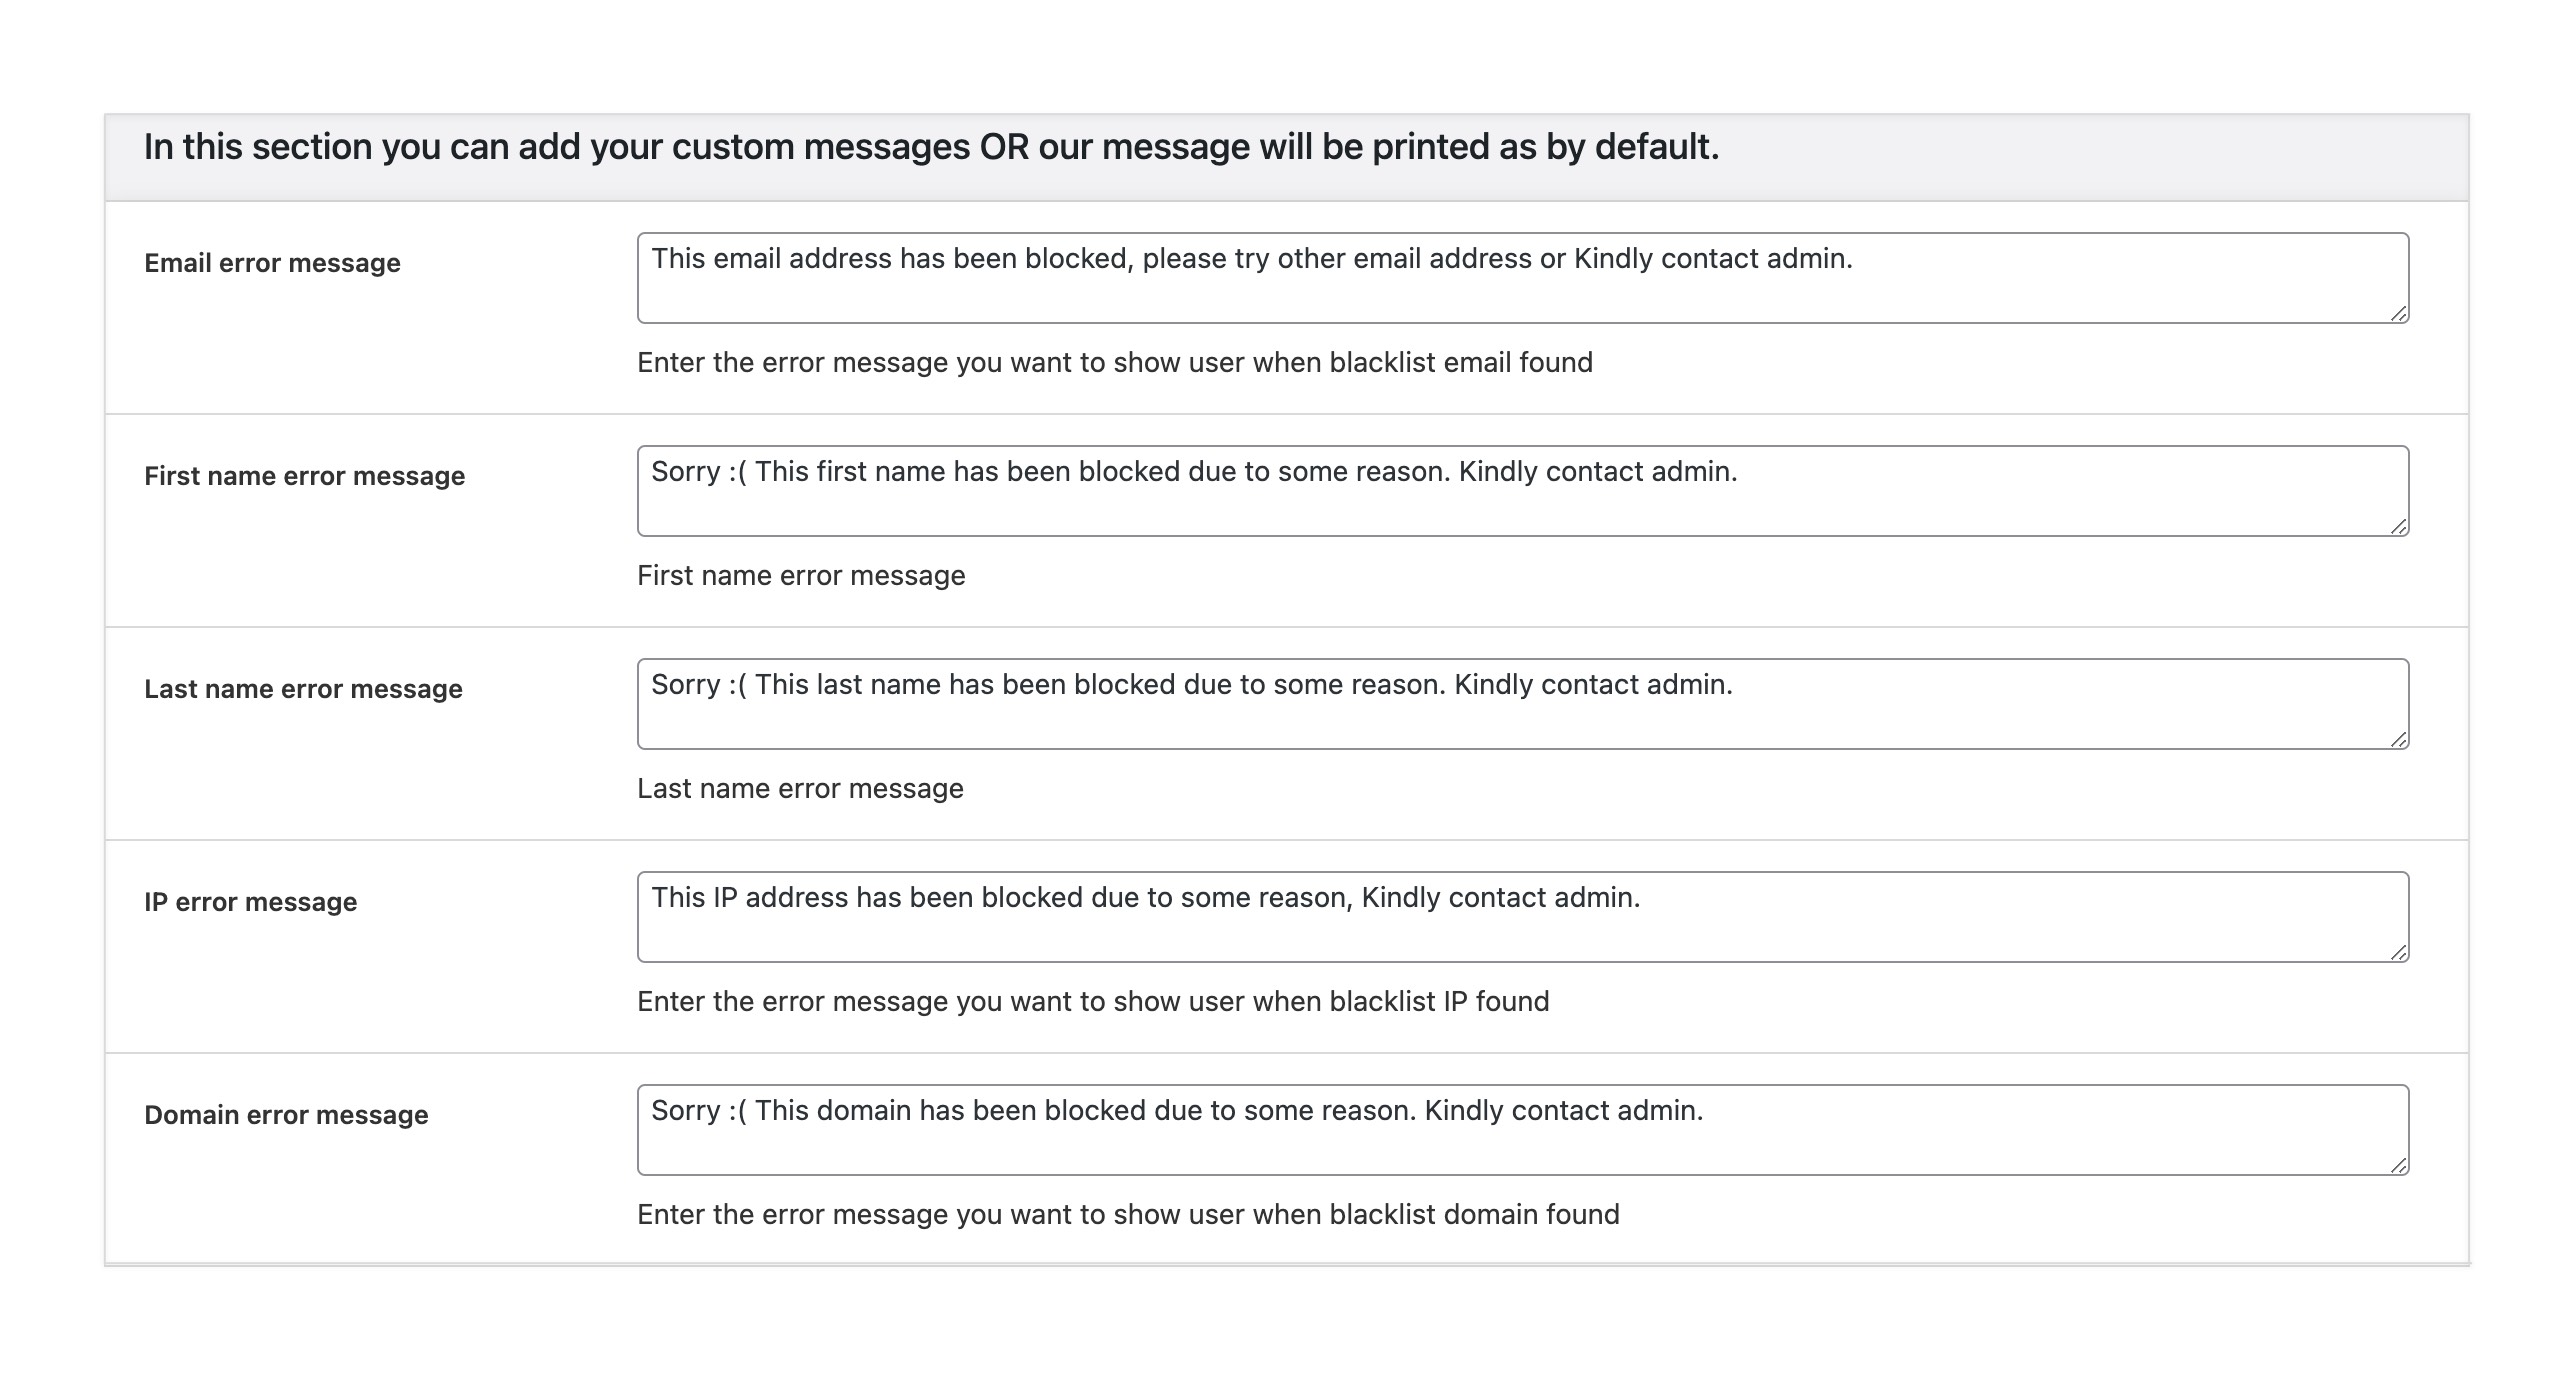 In this section you can add your custom messages OR our message will be printed as by default.
Email error message
This email address has been blocked, please try other email address or Kindly contact admin.
Enter the error message you want to show user when blacklist email found
First name error message
Sorry :( This first name has been blocked due to some reason. Kindly contact admin.
First name error message
Last name error message
Sorry :( This last name has been blocked due to some reason. Kindly contact admin.
Last name error message
IP error message
This IP address has been blocked due to some reason, Kindly contact admin.
Enter the error message you want to show user when blacklist IP found
Domain error message
Sorry :( This domain has been blocked due to some reason. Kindly contact admin.
Enter the error message you want to show user when blacklist domain found